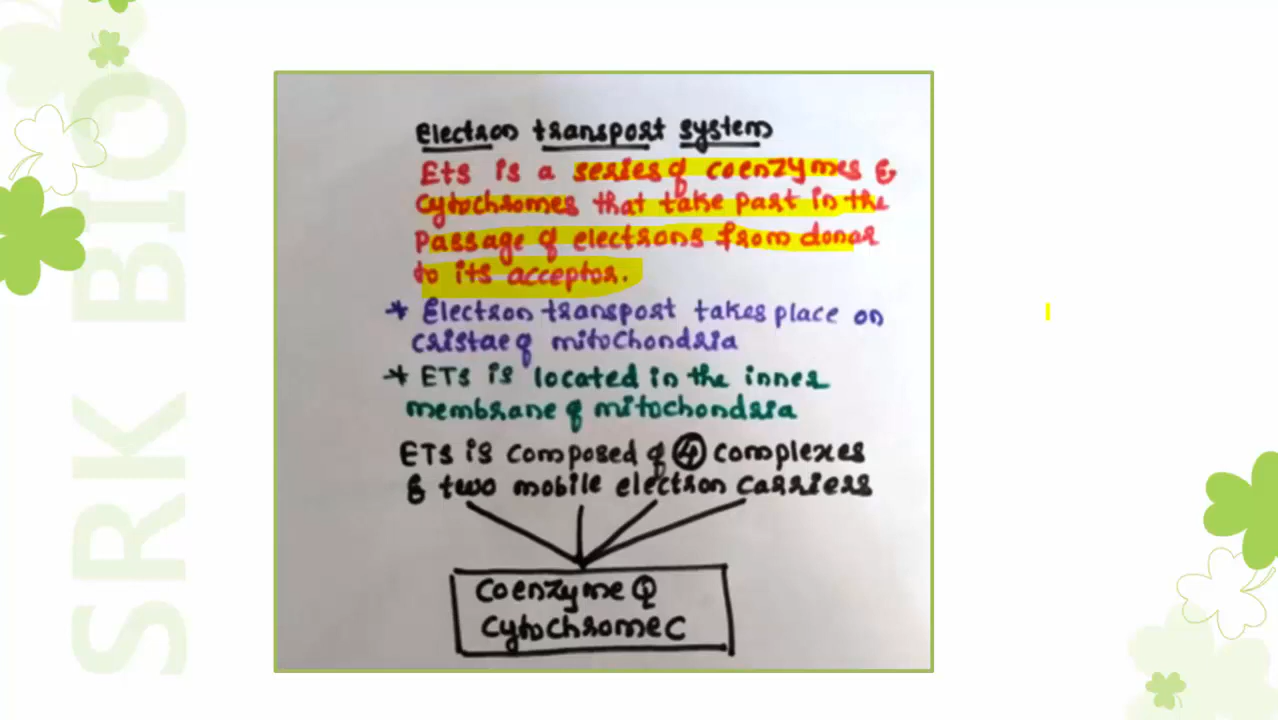 SRK BIO
Electron transport system
Ets is a series of coenzymes &
Cytochromes that take part in the
Passage of electrons from donar
to its acceptor.
* Electron transport takes place on
cristae of mitochondria
* ETS is located in the inner
membrane of mitochondria
ETS is composed of 4 complexes
& two mobile electron carriers
Coenzyme Q
Cytochrome C